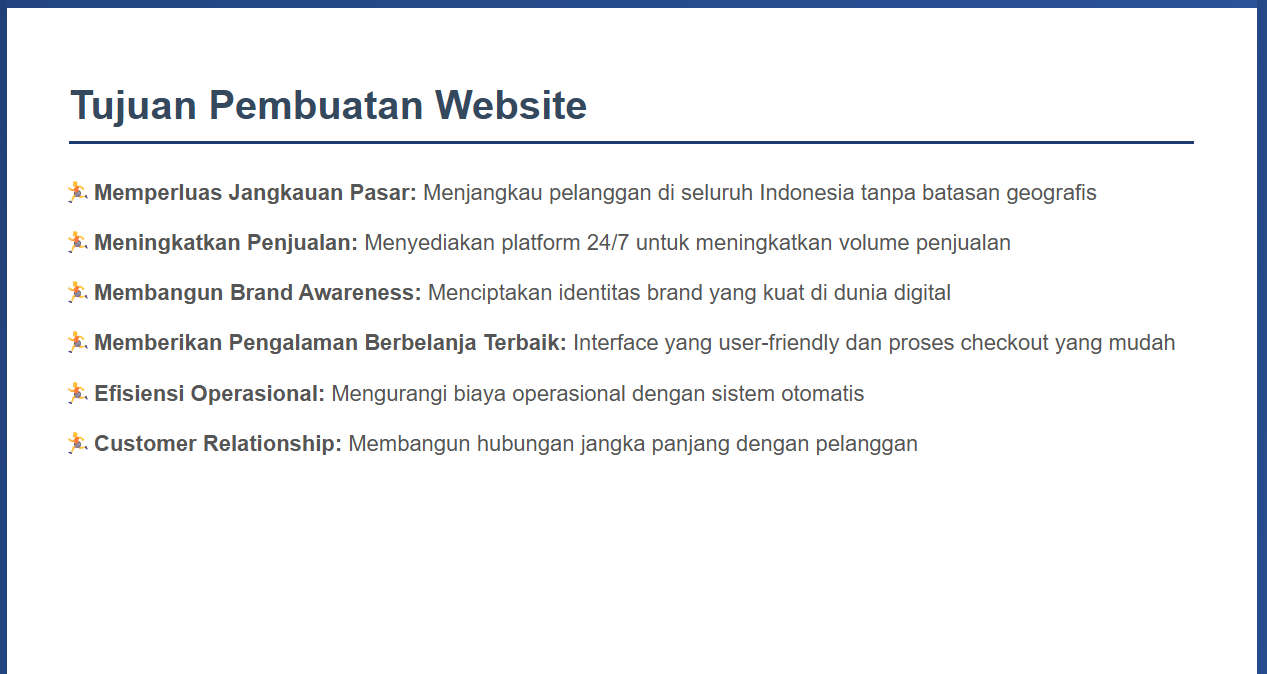 Tujuan Pembuatan Website
🏃 Memperluas Jangkauan Pasar: Menjangkau pelanggan di seluruh Indonesia tanpa batasan geografis
🏃 Meningkatkan Penjualan: Menyediakan platform 24/7 untuk meningkatkan volume penjualan
🏃 Membangun Brand Awareness: Menciptakan identitas brand yang kuat di dunia digital
🏃 Memberikan Pengalaman Berbelanja Terbaik: Interface yang user-friendly dan proses checkout yang mudah
🏃 Efisiensi Operasional: Mengurangi biaya operasional dengan sistem otomatis
🏃 Customer Relationship: Membangun hubungan jangka panjang dengan pelanggan